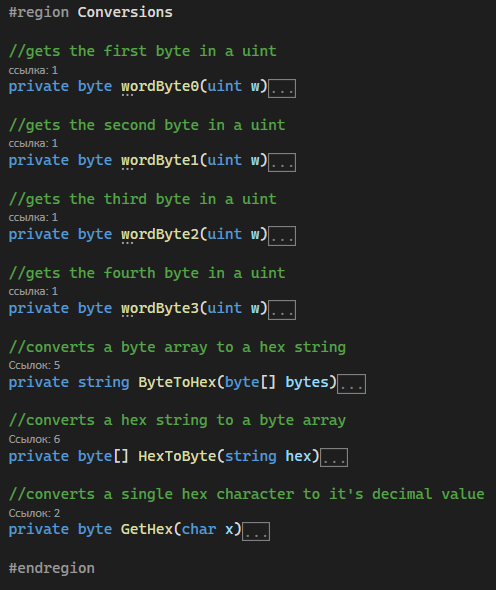 #region Conversions
//gets the first byte in a uint
ссылка: 1
private byte wordByte0(uint w)...
//gets the second byte in a uint
ссылка: 1
private byte wordByte1(uint w)...
//gets the third byte in a uint
ссылка: 1
private byte wordByte2(uint w)...
//gets the fourth byte in a uint
ссылка: 1
private byte wordByte3(uint w)...
//converts a byte array to a hex string
Ссылок: 5
private string ByteToHex(byte[] bytes)...
//converts a hex string to a byte array
Ссылок: 6
private byte[] HexToByte(string hex)...
//converts a single hex character to it's decimal value
Ссылок: 2
private byte GetHex(char x)...
#endregion